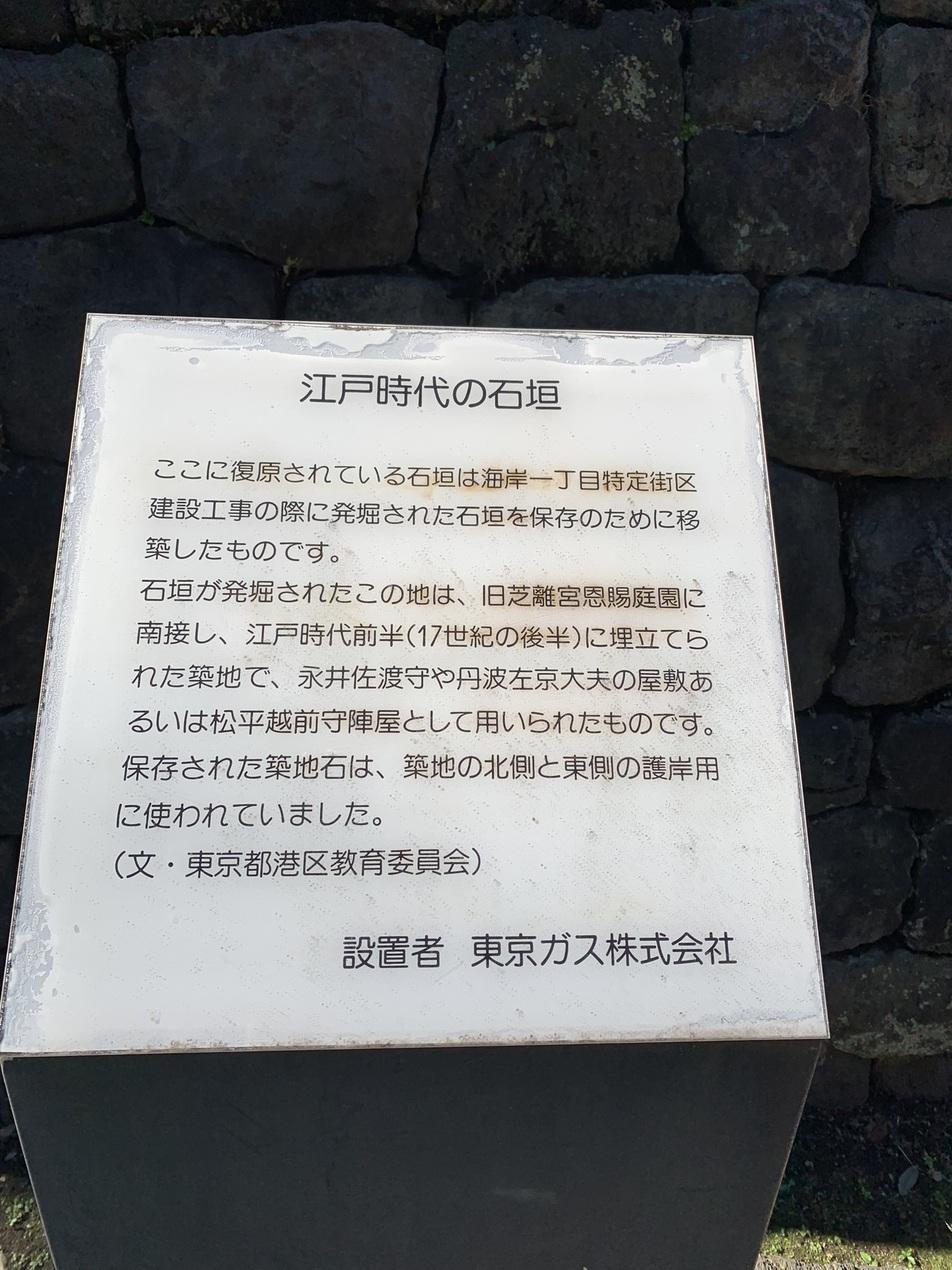 江戸時代の石垣
ここに復原されている石垣は海岸一丁目特定街区
建設工事の際に発掘された石垣を保存のために移
築したものです。
石垣が発掘されたこの地は、旧芝離宮恩賜庭園に
南接し、江戸時代前半(17世紀の後半)に埋立てら
れた築地で、永井佐渡守や丹波左京大夫の屋敷あ
るいは松平越前守陣屋として用いられたものです。
保存された築地石は、築地の北側と東側の護岸用
に使われていました。
(文・東京都港区教育委員会)
設置者 東京ガス株式会社